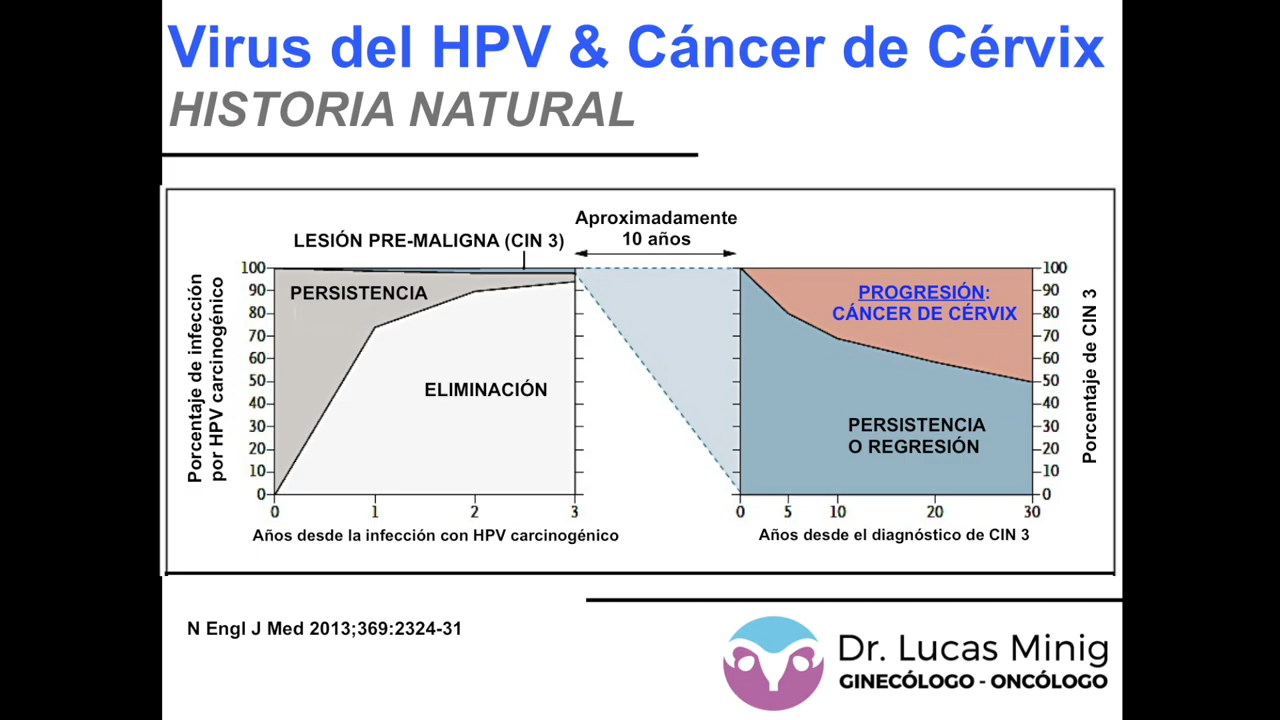 Virus del HPV & Cáncer de Cérvix
HISTORIA NATURAL
Aproximadamente
10 años
LESIÓN PRE-MALIGNA (CIN 3)
Porcentaje de infección
por HPV carcinogénico
100
90
80
70
60
50
40
30
20
10
0
PERSISTENCIA
ELIMINACIÓN
0 1 2 3
Años desde la infección con HPV carcinogénico
PROGRESIÓN:
CÁNCER DE CÉRVIX
PERSISTENCIA
O REGRESIÓN
100
90
80
70
60
50
40
30
20
10
0
Porcentaje de CIN 3
0 5 10 20 30
Años desde el diagnóstico de CIN 3
N Engl J Med 2013;369:2324-31
Dr. Lucas Minig
GINECÓLOGO - ONCÓLOGO